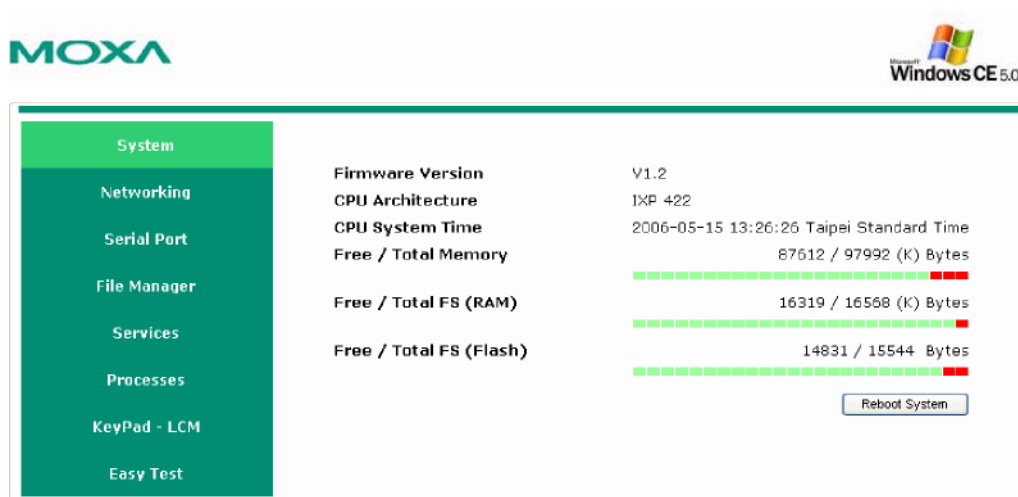 MOXA
Microsoft
Windows CE 5.0
System
Networking
Serial Port
File Manager
Services
Processes
KeyPad - LCM
Easy Test
Firmware Version V1.2
CPU Architecture IXP 422
CPU System Time 2006-05-15 13:26:26 Taipei Standard Time
Free / Total Memory 87612 / 97992 (K) Bytes
Free / Total FS (RAM) 16319 / 16568 (K) Bytes
Free / Total FS (Flash) 14831 / 15544 Bytes
Reboot System